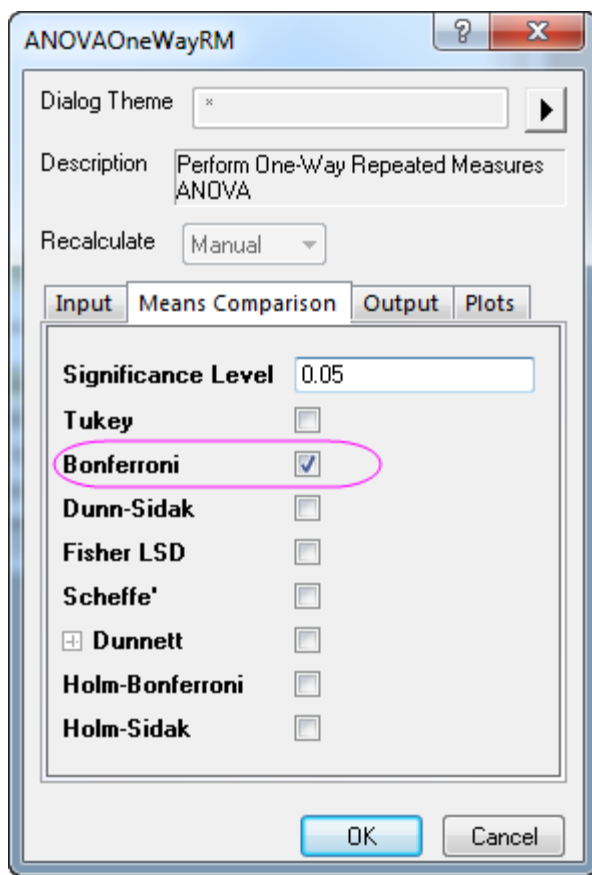 ANOVAOneWayRM
Dialog Theme *
Description Perform One-Way Repeated Measures
ANOVA
Recalculate Manual
Input Means Comparison Output Plots
Significance Level 0.05
Tukey
Bonferroni
Dunn-Sidak
Fisher LSD
Scheffe'
Dunnett
Holm-Bonferroni
Holm-Sidak
OK Cancel